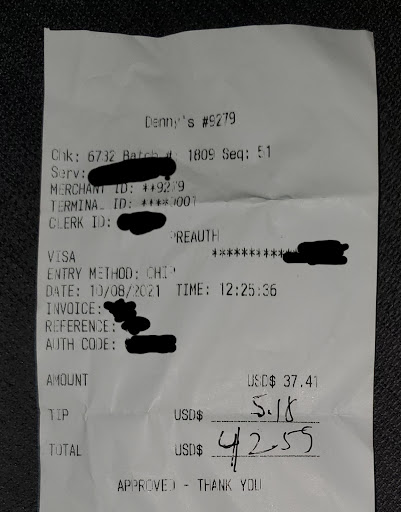 Denny's #9279
Chk: 6732 Batch #: 1809 Seq: 51
Serv:
MERCHANT ID: **9279
TERMINAL ID: ****0001
CLERK ID:
PREAUTH
VISA ***********
ENTRY METHOD: CHIP
DATE: 10/08/2021 TIME: 12:25:36
INVOICE:
REFERENCE:
AUTH CODE:
AMOUNT USD$ 37.41
TIP USD$ 5.18
TOTAL USD$ 42.59
APPROVED - THANK YOU